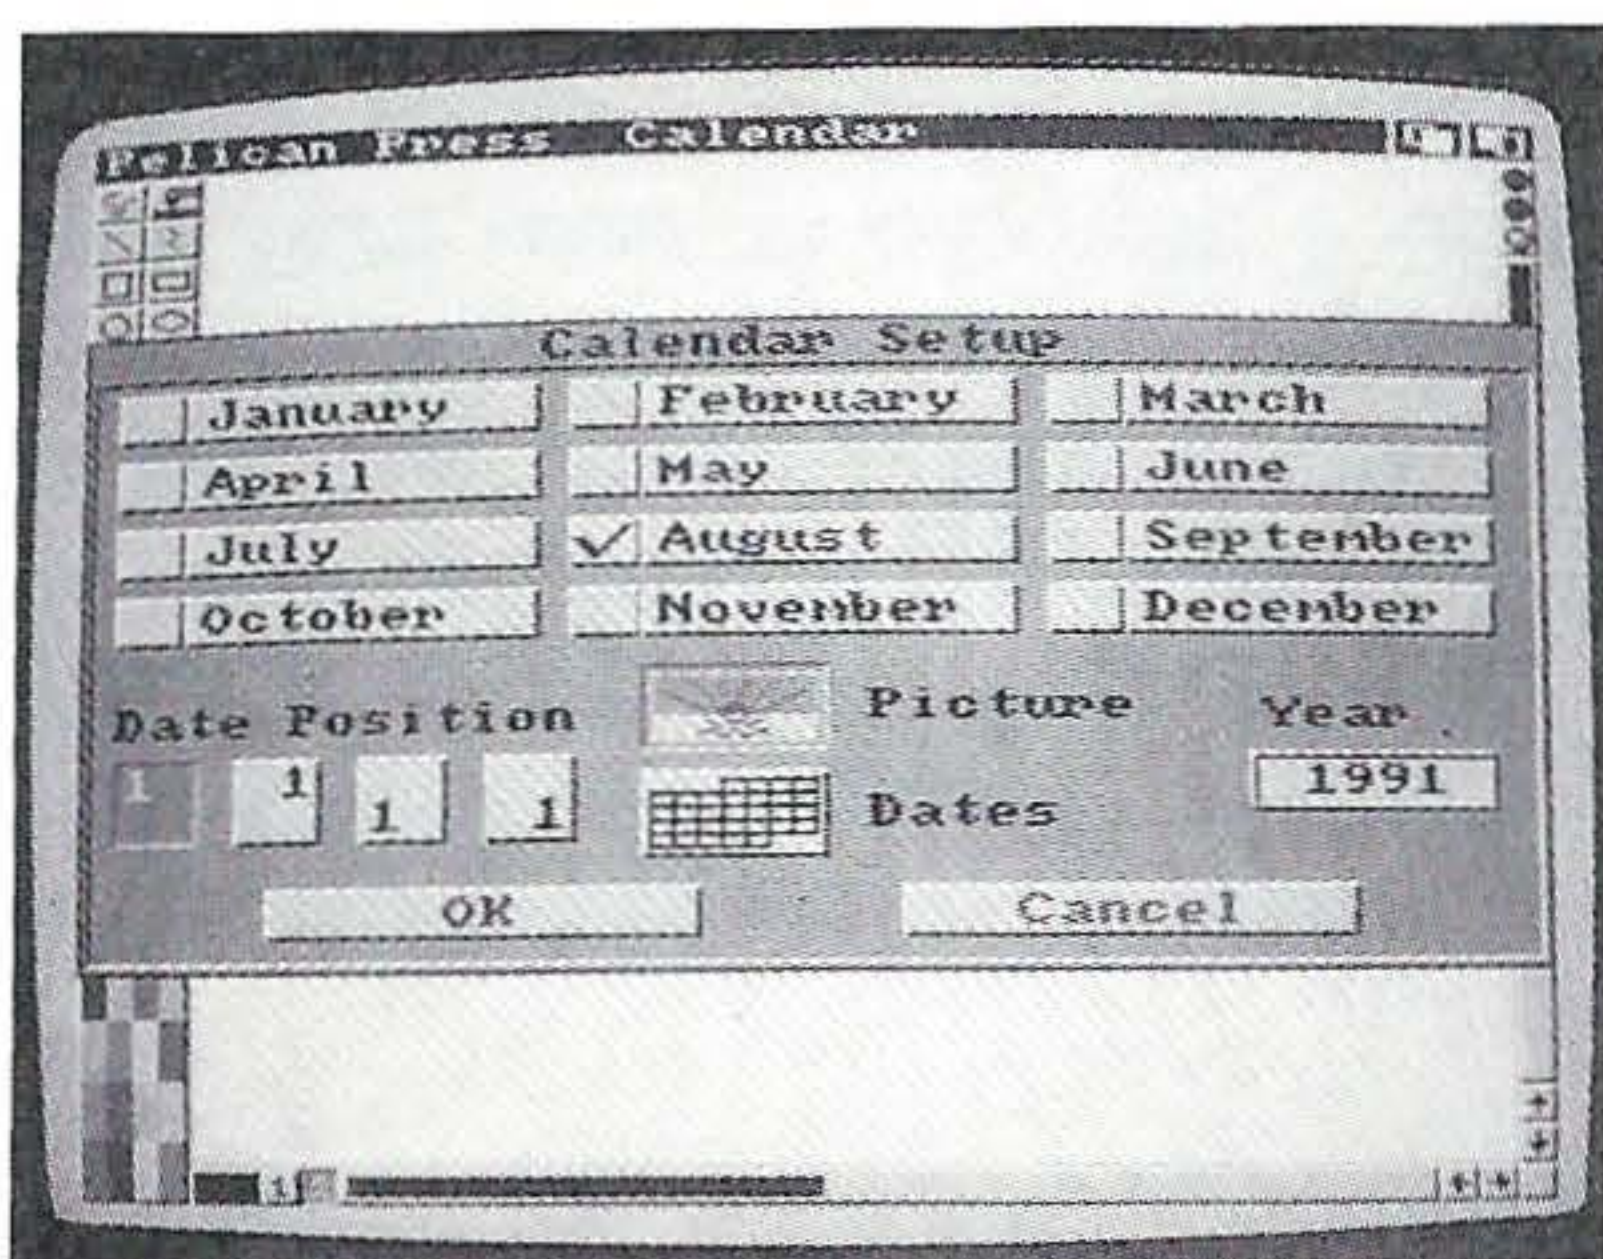 Pelican Press Calendar
Calendar Setup
January February March
April May June
July August September
October November December
Date Position Picture Year
1 1 1 1 Dates 1991
OK Cancel
1